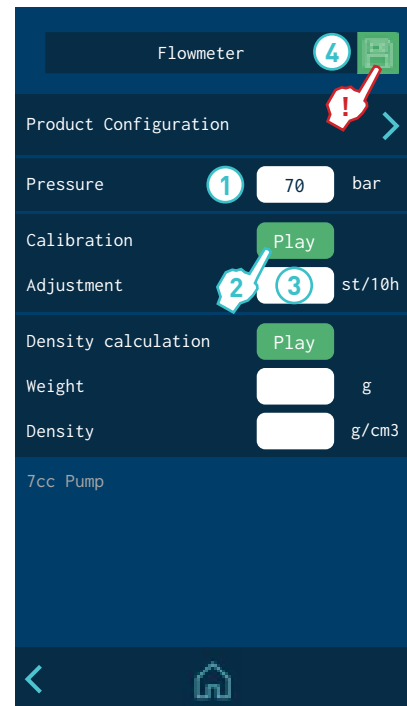 Flowmeter 4
!
Product Configuration
Pressure 1 70 bar
Calibration Play
Adjustment 2 3 st/10h
Density calculation Play
Weight g
Density g/cm3
7cc Pump